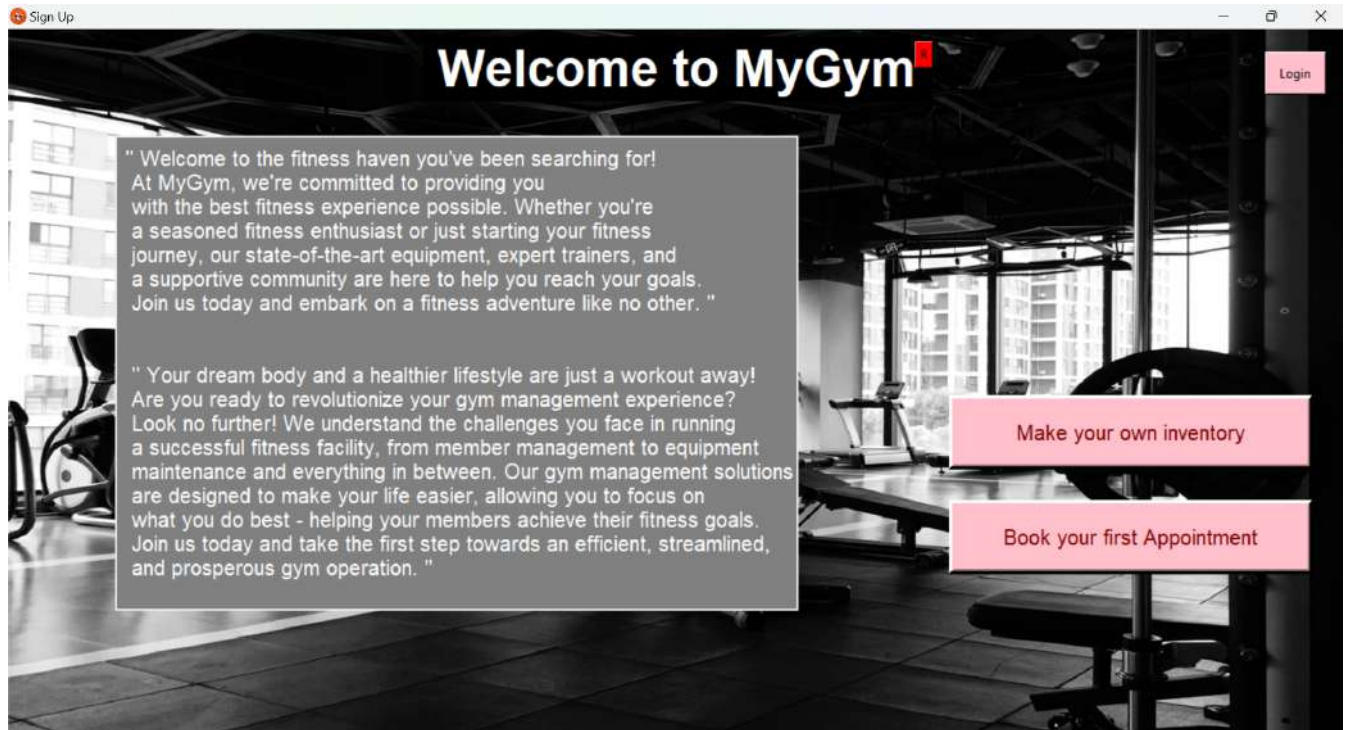 Sign Up
Welcome to MyGym
Login
" Welcome to the fitness haven you've been searching for!
At MyGym, we're committed to providing you
with the best fitness experience possible. Whether you're
a seasoned fitness enthusiast or just starting your fitness
journey, our state-of-the-art equipment, expert trainers, and
a supportive community are here to help you reach your goals.
Join us today and embark on a fitness adventure like no other. "
" Your dream body and a healthier lifestyle are just a workout away!
Are you ready to revolutionize your gym management experience?
Look no further! We understand the challenges you face in running
a successful fitness facility, from member management to equipment
maintenance and everything in between. Our gym management solutions
are designed to make your life easier, allowing you to focus on
what you do best - helping your members achieve their fitness goals.
Join us today and take the first step towards an efficient, streamlined,
and prosperous gym operation. "
Make your own inventory
Book your first Appointment